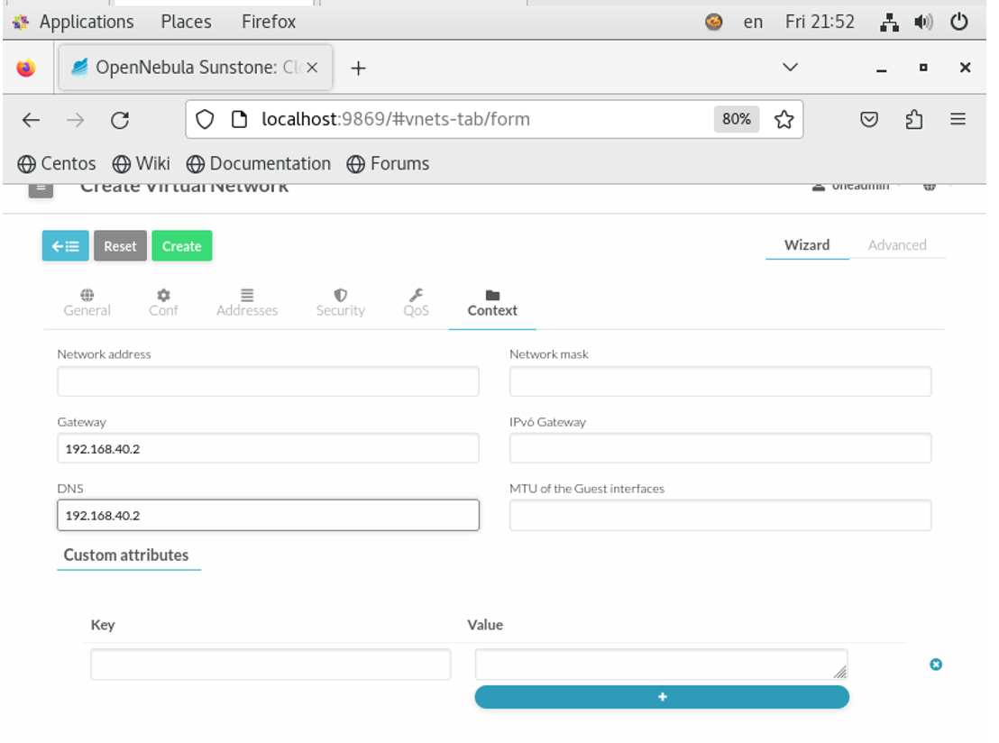 Applications Places Firefox en Fri 21:52
OpenNebula Sunstone: Cl
localhost:9869/#vnets-tab/form 80%
Centos Wiki Documentation Forums
Create Virtual Network oneadmin
Reset Create Wizard Advanced
General Conf Addresses Security QoS Context
Network address Network mask
Gateway IPv6 Gateway
192.168.40.2
DNS MTU of the Guest interfaces
192.168.40.2
Custom attributes
Key Value